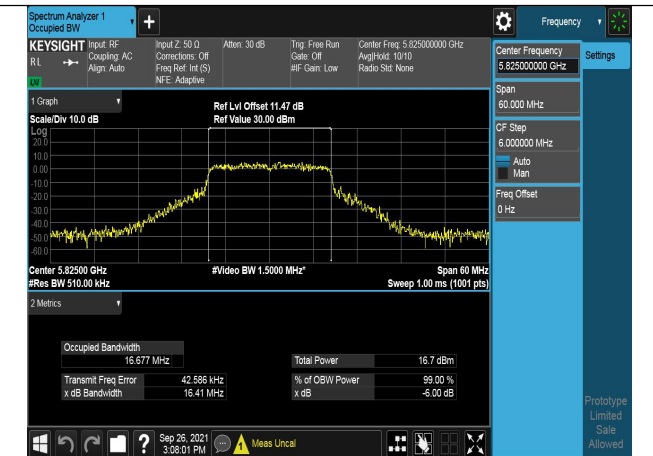 Spectrum Analyzer 1
Occupied BW
+
Frequency
KEYSIGHT
RL
Input: RF
Coupling: AC
Align: Auto
Input Z: 50 Ω
Corrections: Off
Freq Ref: Int (S)
NFE: Adaptive
Atten: 30 dB
Trig: Free Run
Gate: Off
#IF Gain: Low
Center Freq: 5.825000000 GHz
Avg|Hold: 10/10
Radio Std: None
1 Graph
Scale/Div 10.0 dB
Ref Lvl Offset 11.47 dB
Ref Value 30.00 dBm
Log
20.0
10.0
0.00
-10.0
-20.0
-30.0
-40.0
-50.0
-60.0
Center 5.82500 GHz
#Res BW 510.00 kHz
#Video BW 1.5000 MHz*
Span 60 MHz
Sweep 1.00 ms (1001 pts)
2 Metrics
Occupied Bandwidth
16.677 MHz
Transmit Freq Error 42.586 kHz
x dB Bandwidth 16.41 MHz
Total Power 16.7 dBm
% of OBW Power 99.00 %
x dB -6.00 dB
Center Frequency
5.825000000 GHz
Span
60.000 MHz
CF Step
6.000000 MHz
Auto
Man
Freq Offset
0 Hz
Settings
Prototype
Limited
Sale
Allowed
?
Sep 26, 2021
3:08:01 PM
Meas Uncal